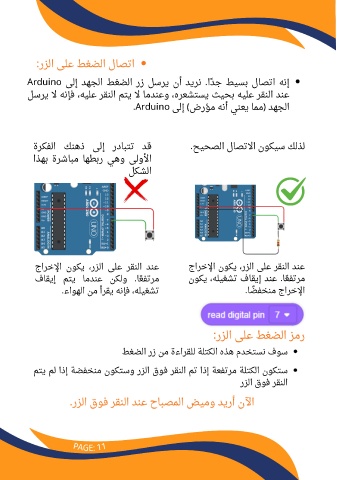 • اتصال الضغط على الزر:
• إنه اتصال بسيط جدًا. نريد أن يرسل زر الضغط الجهد إلى Arduino
عند النقر عليه بحيث يستشعره، وعندما لا يتم النقر عليه، فإنه لا يرسل
الجهد (مما يعني أنه مؤرض) إلى Arduino.
لذلك سيكون الاتصال الصحيح.
قد تتبادر إلى ذهنك الفكرة
الأولى وهي ربطها مباشرة بهذا
الشكل
عند النقر على الزر، يكون الإخراج
مرتفعًا. عند إيقاف تشغيله، يكون
الإخراج منخفضًا.
عند النقر على الزر، يكون الإخراج
مرتفعًا. ولكن عندما يتم إيقاف
تشغيله، فإنه يقرأ من الهواء.
read digital pin 7
رمز الضغط على الزر:
• سوف نستخدم هذه الكتلة للقراءة من زر الضغط
• ستكون الكتلة مرتفعة إذا تم النقر فوق الزر وستكون منخفضة إذا لم يتم
النقر فوق الزر
الآن أريد وميض المصباح عند النقر فوق الزر.
PAGE: 11